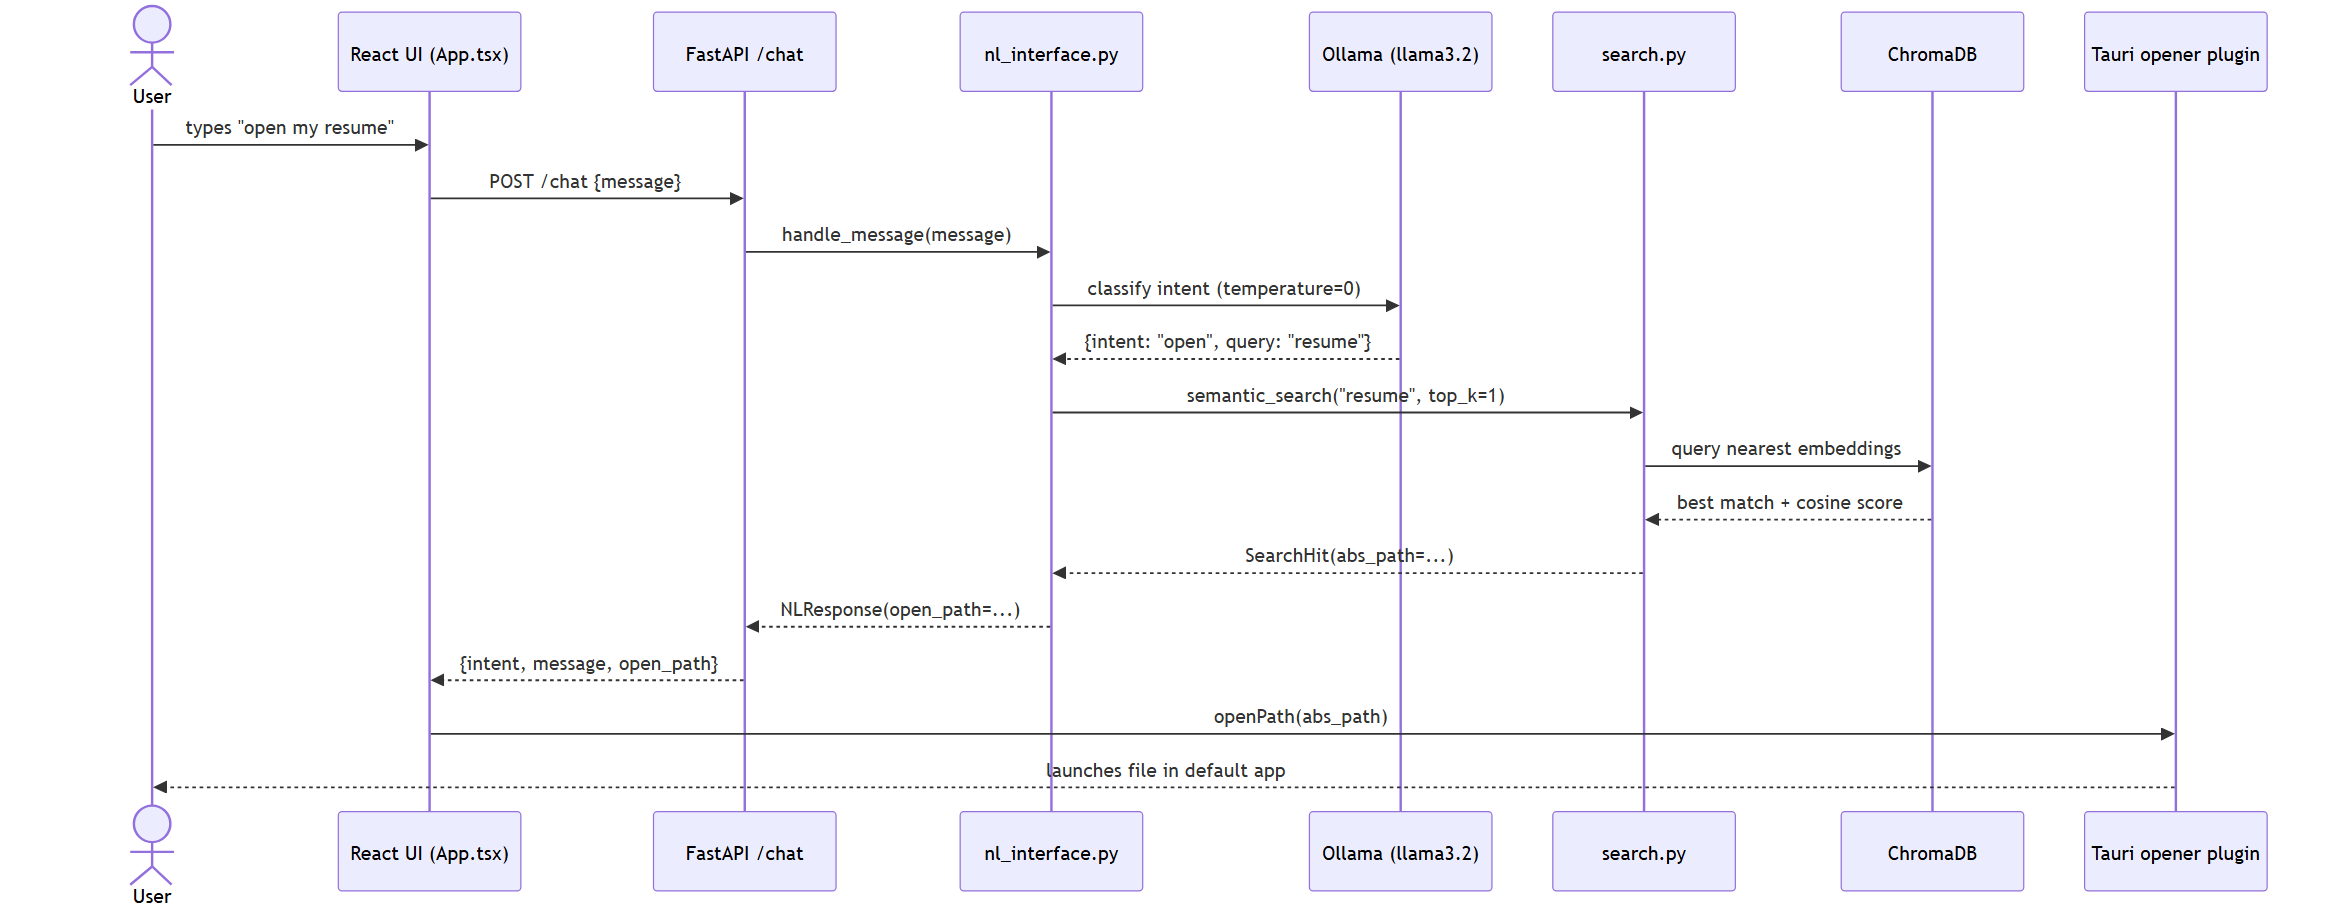 React UI (App.tsx)
FastAPI /chat
nl_interface.py
Ollama (llama3.2)
search.py
ChromaDB
Tauri opener plugin
User
types "open my resume"
POST /chat {message}
handle_message(message)
classify intent (temperature=0)
{intent: "open", query: "resume"}
semantic_search("resume", top_k=1)
query nearest embeddings
best match + cosine score
SearchHit(abs_path=...)
NLResponse(open_path=...)
{intent, message, open_path}
openPath(abs_path)
launches file in default app
React UI (App.tsx)
FastAPI /chat
nl_interface.py
Ollama (llama3.2)
search.py
ChromaDB
Tauri opener plugin
User